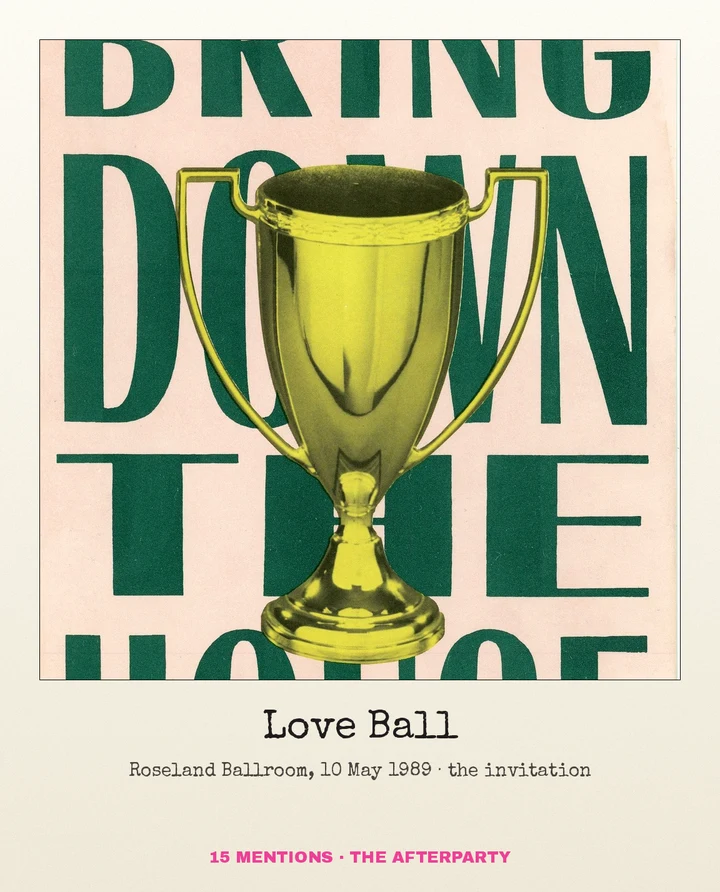 BRING
DOWN
THE
HOUSE
Love Ball
Roseland Ballroom, 10 May 1989 · the invitation
15 MENTIONS · THE AFTERPARTY